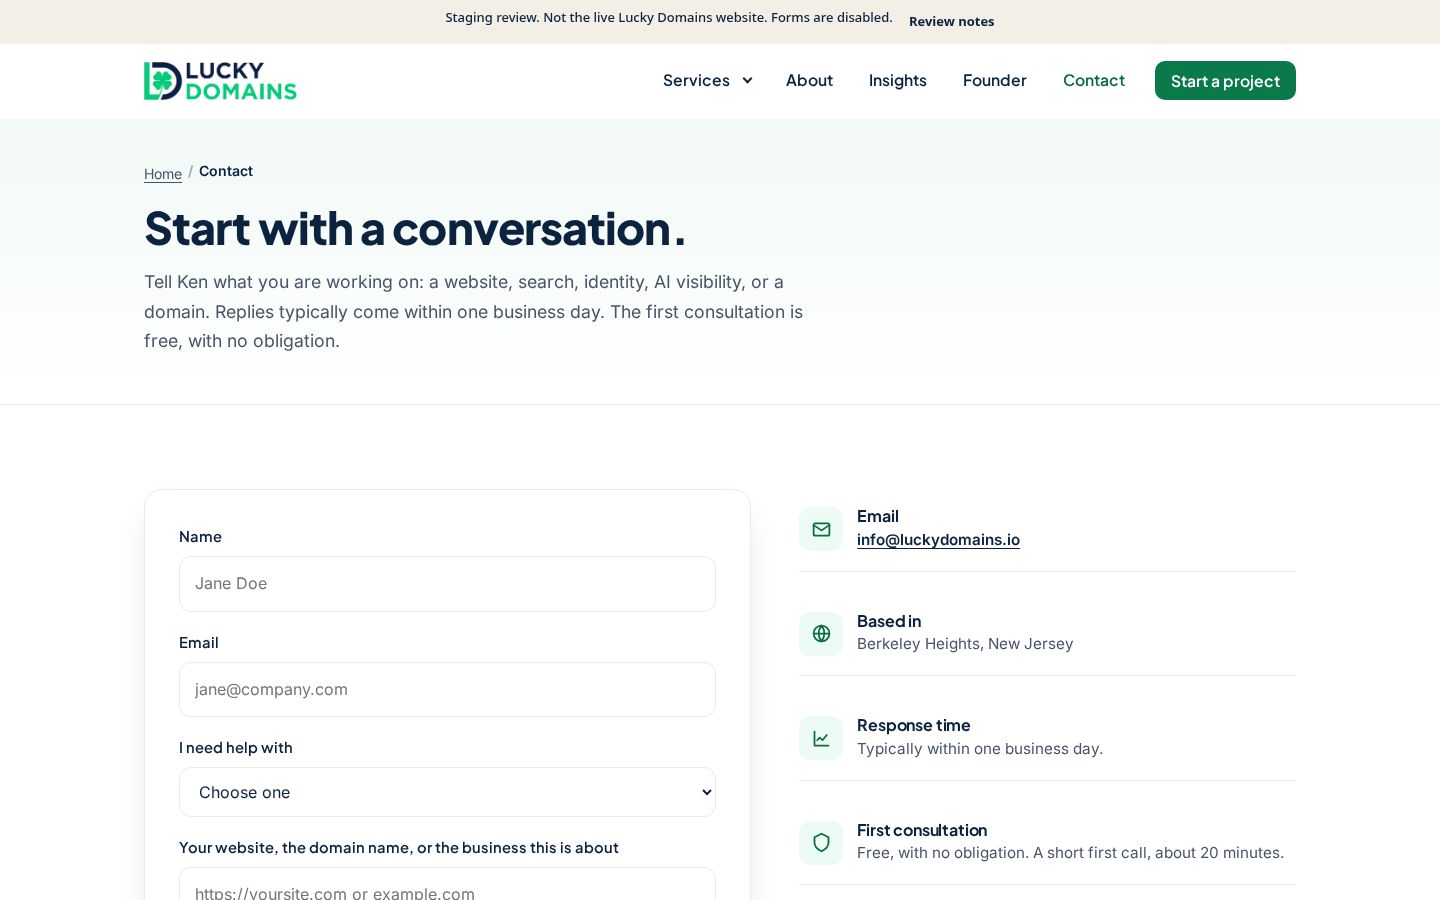 Staging review. Not the live Lucky Domains website. Forms are disabled. Review notes
LUCKY
DOMAINS
Services About Insights Founder Contact Start a project
Home / Contact
Start with a conversation.
Tell Ken what you are working on: a website, search, identity, AI visibility, or a
domain. Replies typically come within one business day. The first consultation is
free, with no obligation.
Name
Jane Doe
Email
jane@company.com
I need help with
Choose one
Your website, the domain name, or the business this is about
https://yoursite.com or example.com
Email
info@luckydomains.io
Based in
Berkeley Heights, New Jersey
Response time
Typically within one business day.
First consultation
Free, with no obligation. A short first call, about 20 minutes.